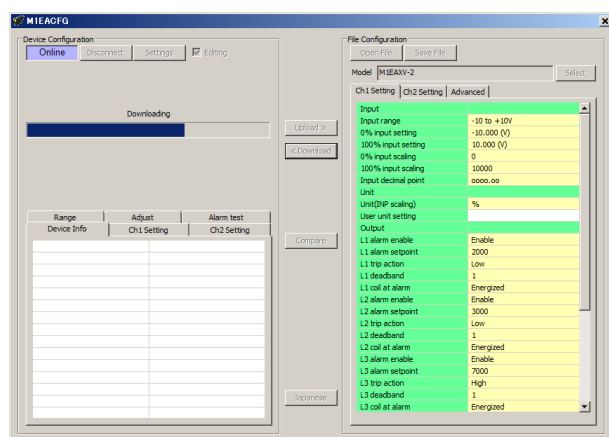 M1EACFG
Device Configuration
Online Disconnect Settings Editing
Downloading
Range Adjust Alarm test
Device Info Ch1 Setting Ch2 Setting
Upload >
< Download
Compare
Japanese
File Configuration
Open File Save File
Model M1EAXV-2 Select
Ch1 Setting Ch2 Setting Advanced
Input
Input range -10 to +10V
0% input setting -10.000 (V)
100% input setting 10.000 (V)
0% input scaling 0
100% input scaling 10000
Input decimal point oooo.oo
Unit
Unit(INP scaling) %
User unit setting
Output
L1 alarm enable Enable
L1 alarm setpoint 2000
L1 trip action Low
L1 deadband 1
L1 coil at alarm Energized
L2 alarm enable Enable
L2 alarm setpoint 3000
L2 trip action Low
L2 deadband 1
L2 coil at alarm Energized
L3 alarm enable Enable
L3 alarm setpoint 7000
L3 trip action High
L3 deadband 1
L3 coil at alarm Energized